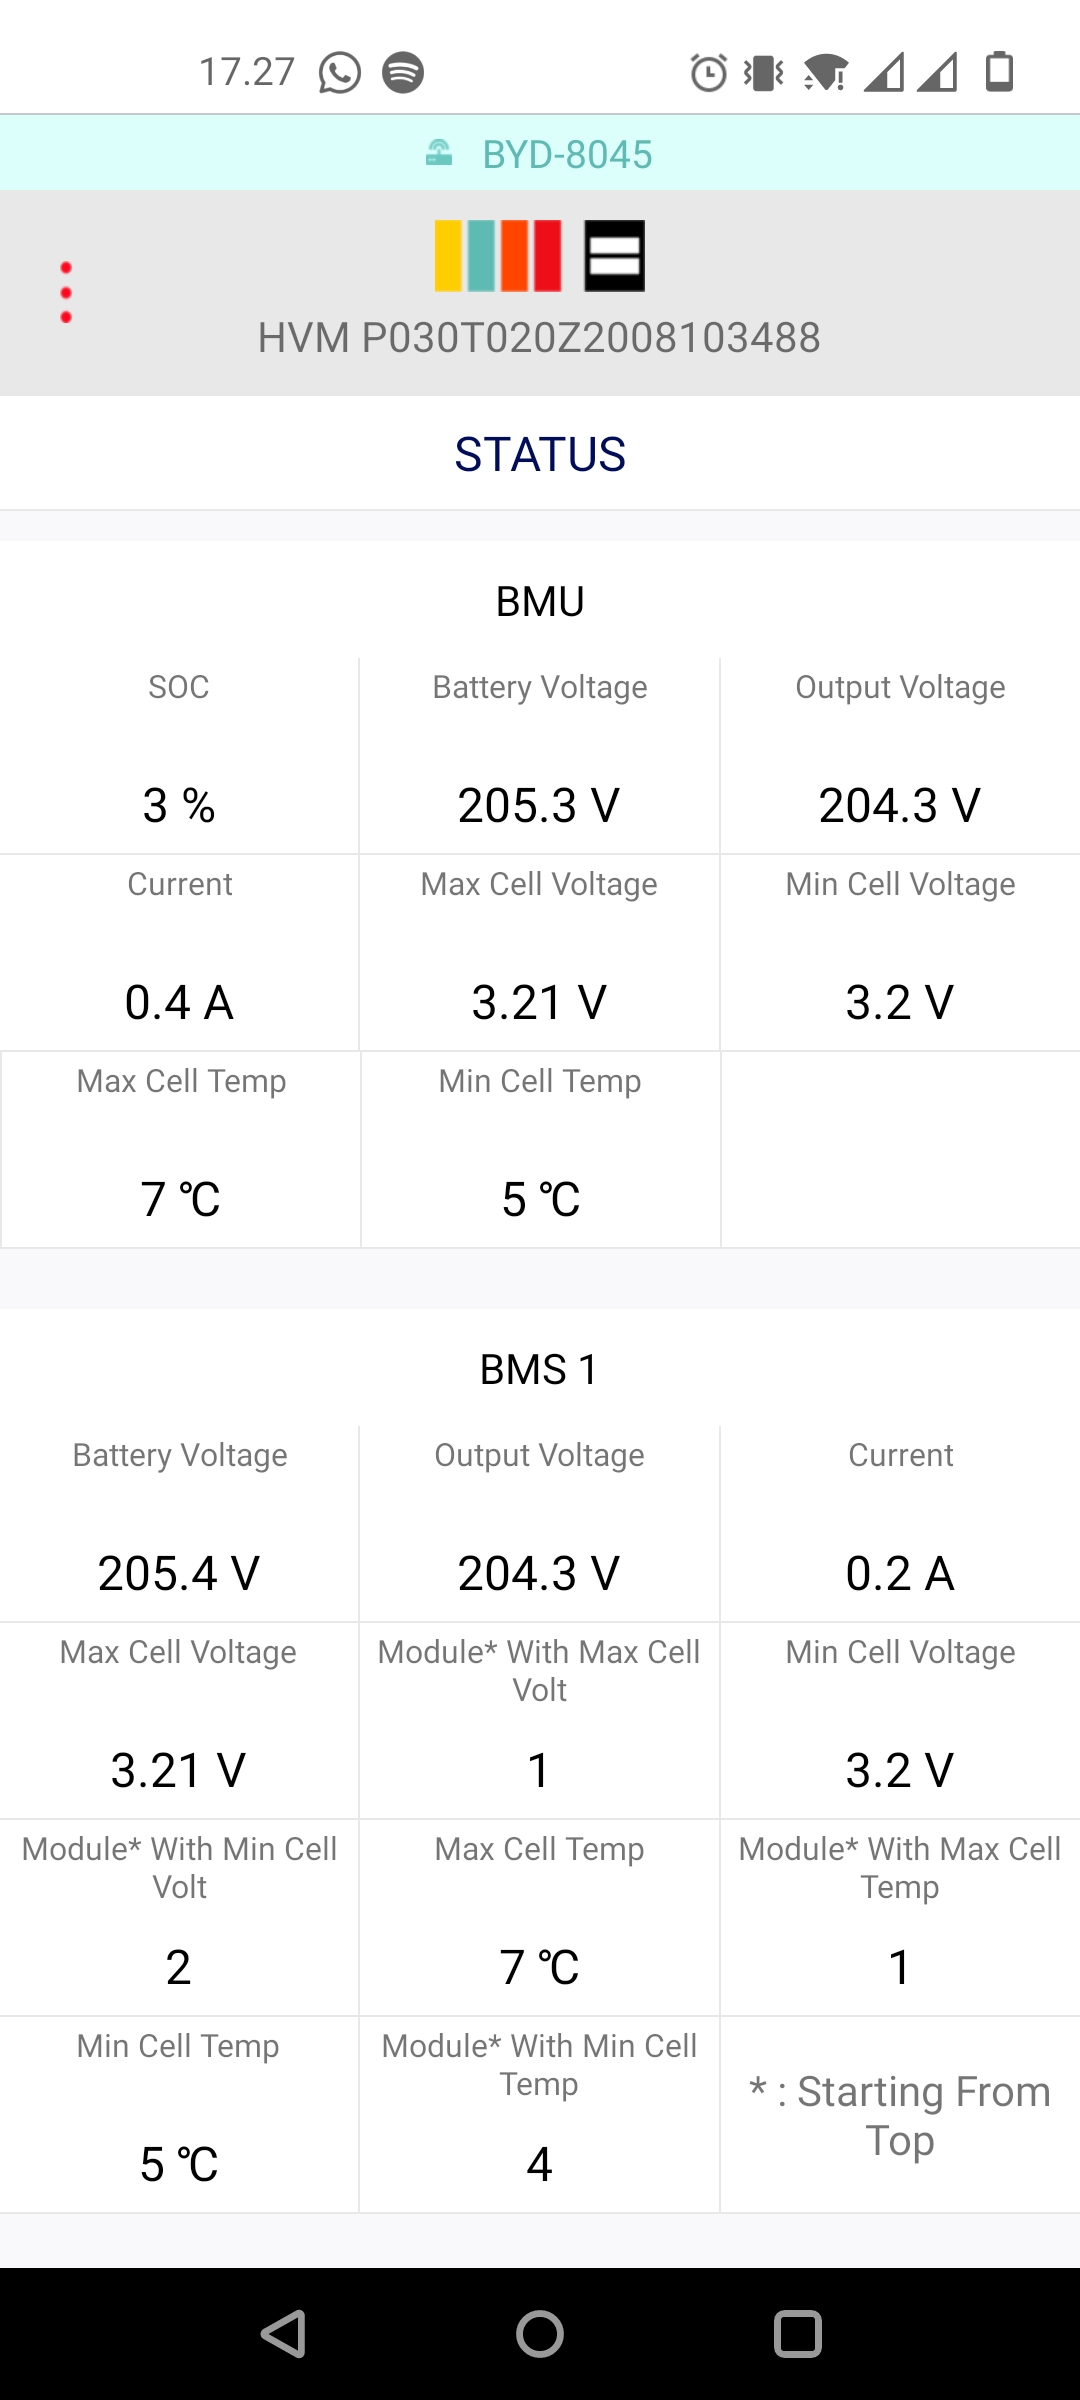 17.27
BYD-8045
HVM P030T020Z2008103488
STATUS
BMU
SOC
Battery Voltage
Output Voltage
3 %
205.3 V
204.3 V
Current
Max Cell Voltage
Min Cell Voltage
0.4 A
3.21 V
3.2 V
Max Cell Temp
Min Cell Temp
7 ℃
5 ℃
BMS 1
Battery Voltage
Output Voltage
Current
205.4 V
204.3 V
0.2 A
Max Cell Voltage
Module* With Max Cell
Volt
Min Cell Voltage
3.21 V
1
3.2 V
Module* With Min Cell
Volt
Max Cell Temp
Module* With Max Cell
Temp
2
7 ℃
1
Min Cell Temp
Module* With Min Cell
Temp
* : Starting From
Top
5 ℃
4